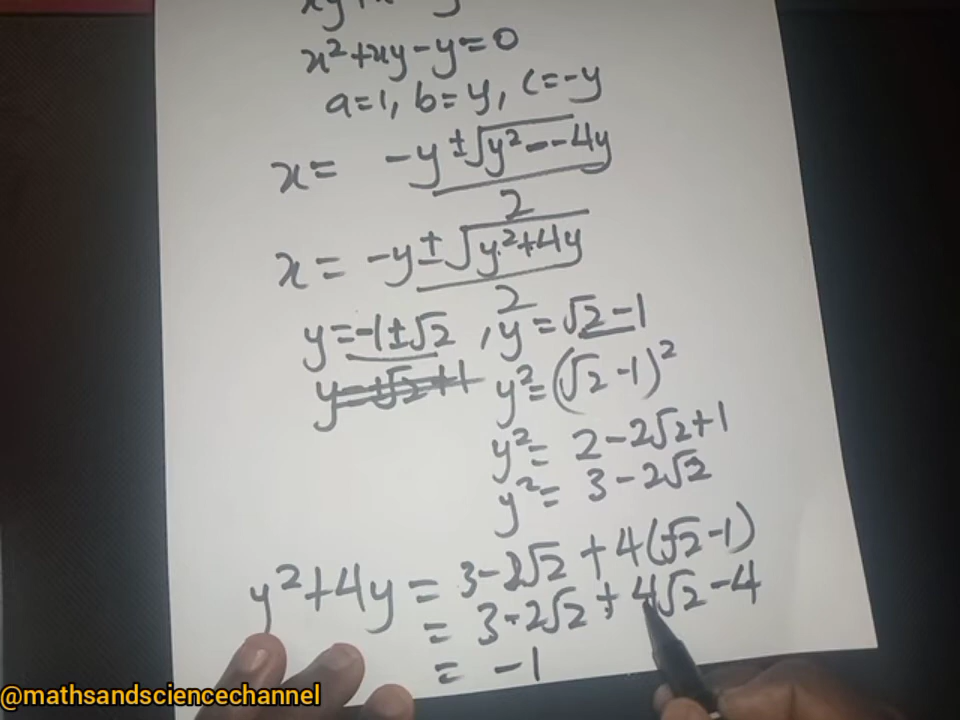 x²+xy-y=0
a=1, b=y, c=-y
x= -y±√y²--4y
2
x= -y±√y²+4y
2
y=-1±√2 , y=√2-1
y=±√2+1 y²=(√2-1)²
y²= 2-2√2+1
y²= 3-2√2
y²+4y = 3-2√2 + 4(√2-1)
= 3-2√2 + 4√2-4
= -1
@mathsandsciencechannel